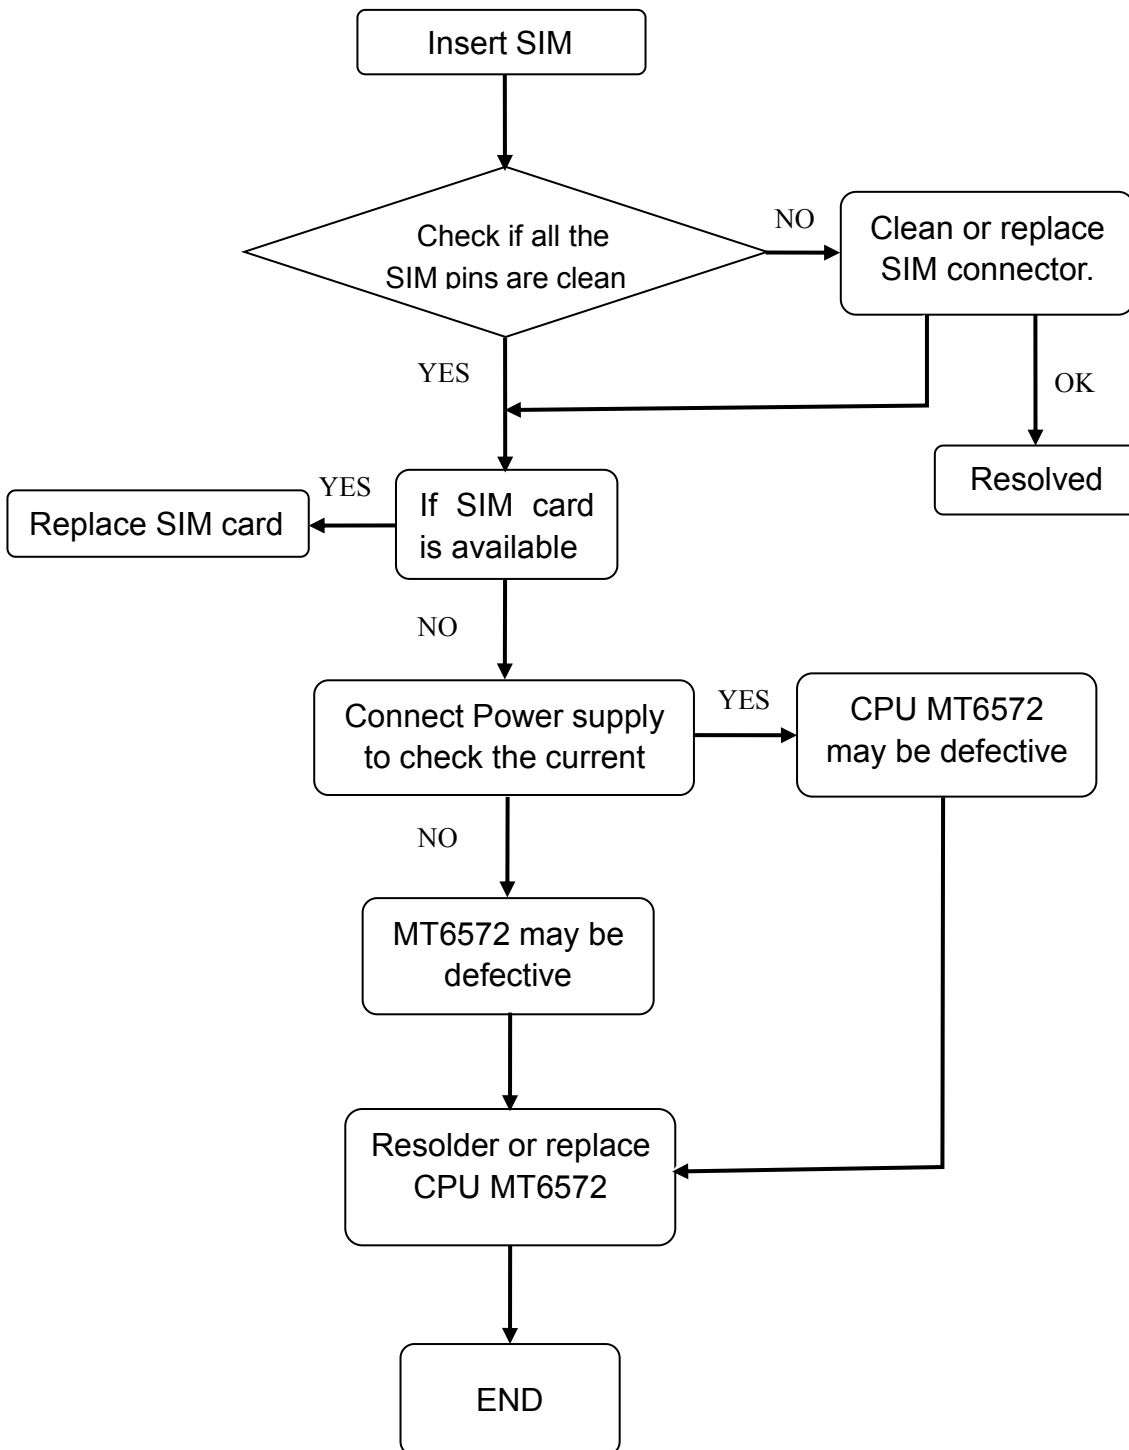 Insert SIM
Check if all the
SIM pins are clean
NO
Clean or replace
SIM connector.
YES
OK
Resolved
YES
Replace SIM card
If SIM card
is available
NO
Connect Power supply
to check the current
YES
CPU MT6572
may be defective
NO
MT6572 may be
defective
Resolder or replace
CPU MT6572
END